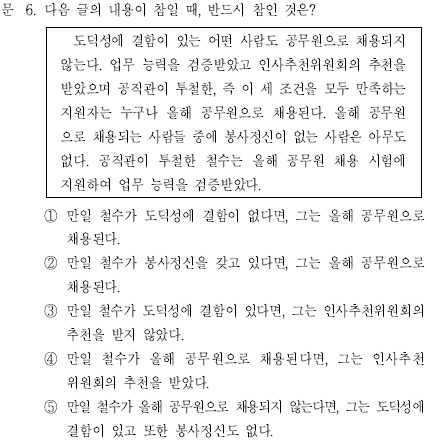 문 6. 다음 글의 내용이 참일 때, 반드시 참인 것은?
도덕성에 결함이 있는 어떤 사람도 공무원으로 채용되지
않는다. 업무 능력을 검증받았고 인사추천위원회의 추천을
받았으며 공직관이 투철한, 즉 이 세 조건을 모두 만족하는
지원자는 누구나 올해 공무원으로 채용된다. 올해 공무원
으로 채용되는 사람들 중에 봉사정신이 없는 사람은 아무도
없다. 공직관이 투철한 철수는 올해 공무원 채용 시험에
지원하여 업무 능력을 검증받았다.
① 만일 철수가 도덕성에 결함이 없다면, 그는 올해 공무원으로
채용된다.
② 만일 철수가 봉사정신을 갖고 있다면, 그는 올해 공무원으로
채용된다.
③ 만일 철수가 도덕성에 결함이 있다면, 그는 인사추천위원회의
추천을 받지 않았다.
④ 만일 철수가 올해 공무원으로 채용된다면, 그는 인사추천
위원회의 추천을 받았다.
⑤ 만일 철수가 올해 공무원으로 채용되지 않는다면, 그는 도덕성에
결함이 있고 또한 봉사정신도 없다.